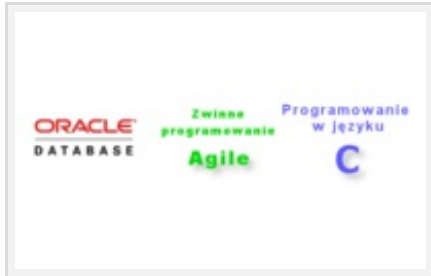 ORACLE
DATABASE
Zwinne
programowanie
Agile
Programowanie
w języku
C